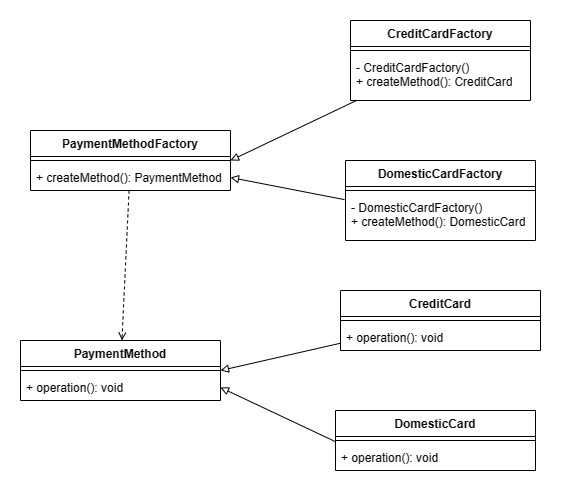 CreditCardFactory
- CreditCardFactory()
+ createMethod(): CreditCard
PaymentMethodFactory
+ createMethod(): PaymentMethod
DomesticCardFactory
- DomesticCardFactory()
+ createMethod(): DomesticCard
CreditCard
+ operation(): void
PaymentMethod
+ operation(): void
DomesticCard
+ operation(): void